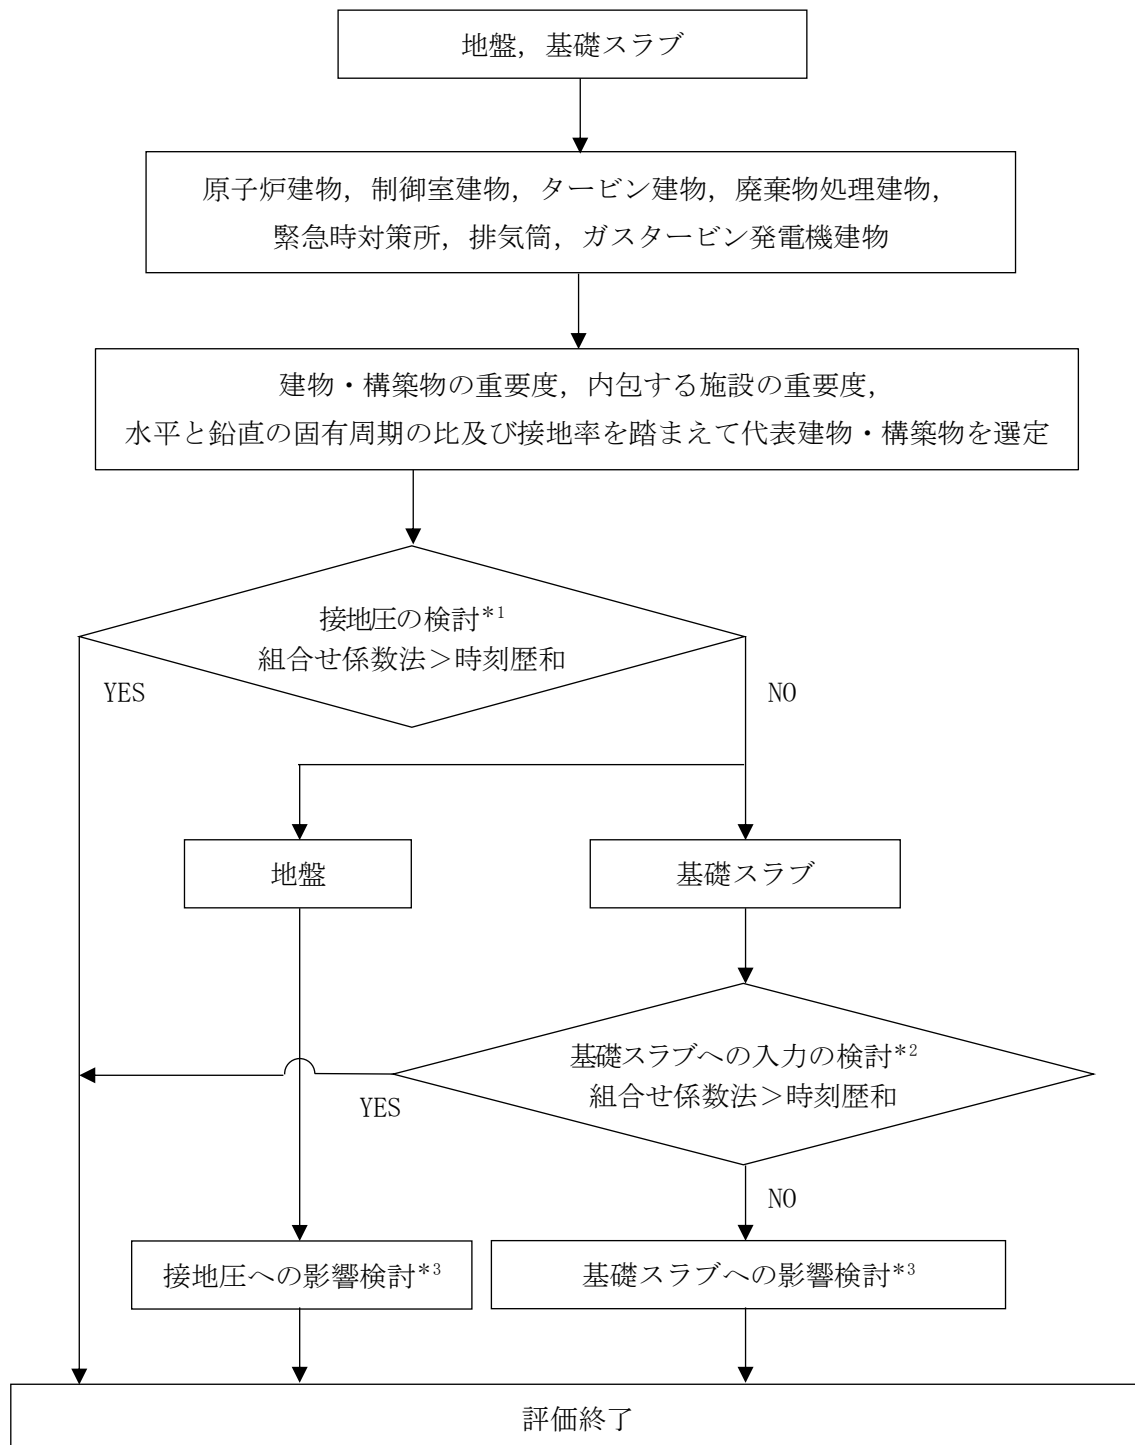 地盤，基礎スラブ
原子炉建物，制御室建物，タービン建物，廃棄物処理建物，
緊急時対策所，排気筒，ガスタービン発電機建物
建物・構築物の重要度，内包する施設の重要度，
水平と鉛直の固有周期の比及び接地率を踏まえて代表建物・構築物を選定
接地圧の検討*1
組合せ係数法＞時刻歴和
YES
NO
地盤
基礎スラブ
基礎スラブへの入力の検討*2
組合せ係数法＞時刻歴和
YES
NO
接地圧への影響検討*3
基礎スラブへの影響検討*3
評価終了